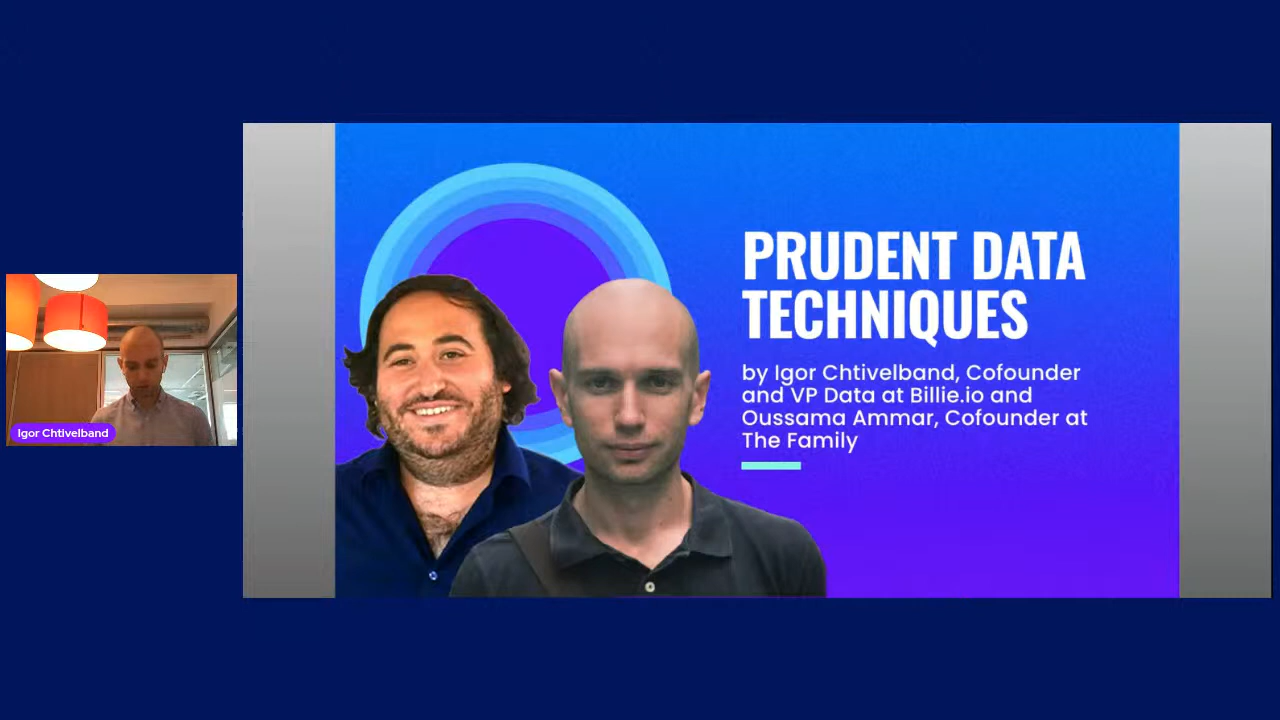 PRUDENT DATA
TECHNIQUES
by Igor Chtivelband, Cofounder
and VP Data at Billie.io and
Oussama Ammar, Cofounder at
The Family
Igor Chtivelband